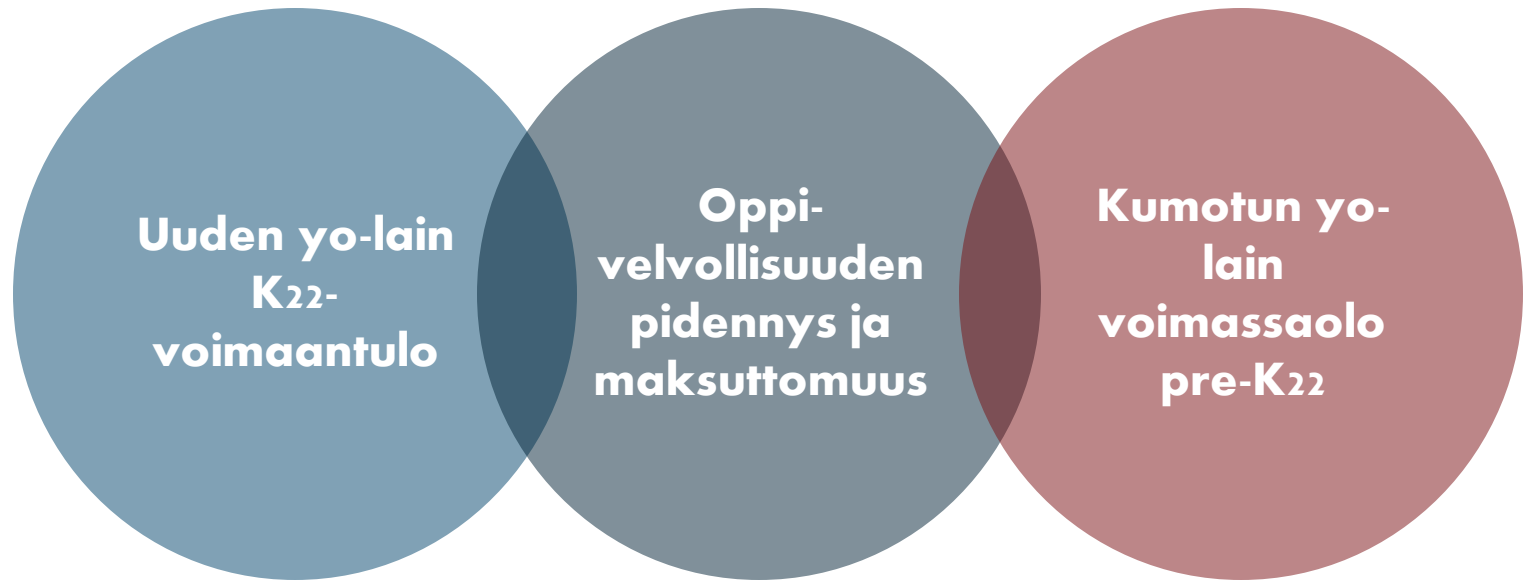 Uuden yo-lain
K22-
voimaantulo
Oppi-
velvollisuuden
pidennys ja
maksuttomuus
Kumotun yo-
lain
voimassaolo
pre-K22